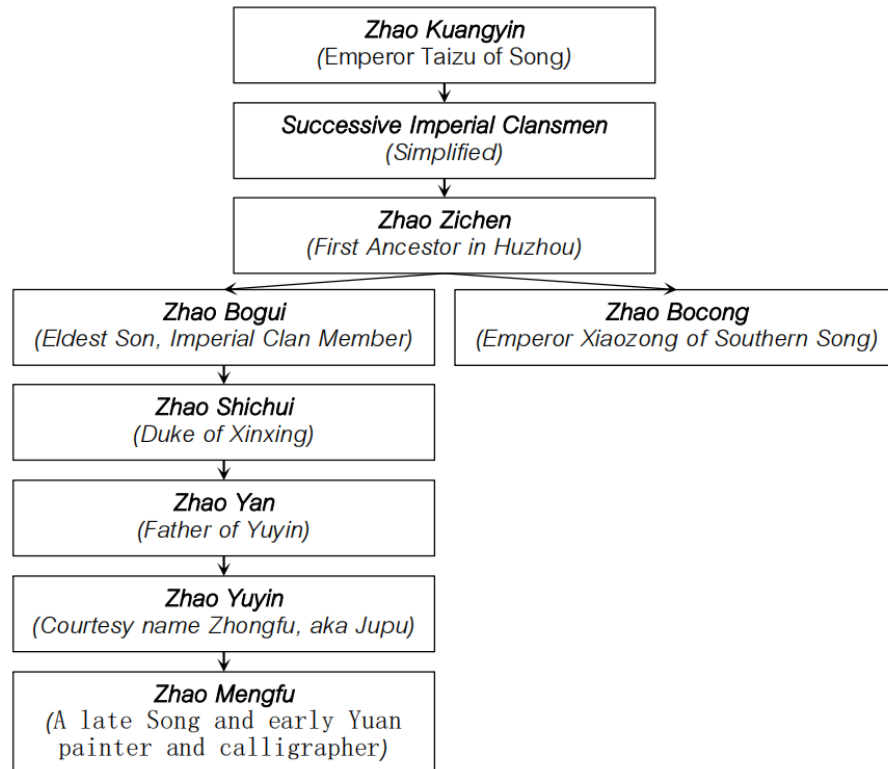 Zhao Kuangyin
(Emperor Taizu of Song)
Successive Imperial Clansmen
(Simplified)
Zhao Zichen
(First Ancestor in Huzhou)
Zhao Bogui
(Eldest Son, Imperial Clan Member)
Zhao Bocong
(Emperor Xiaozong of Southern Song)
Zhao Shichui
(Duke of Xinxing)
Zhao Yan
(Father of Yuyin)
Zhao Yuyin
(Courtesy name Zhongfu, aka Jupu)
Zhao Mengfu
(A late Song and early Yuan
painter and calligrapher)